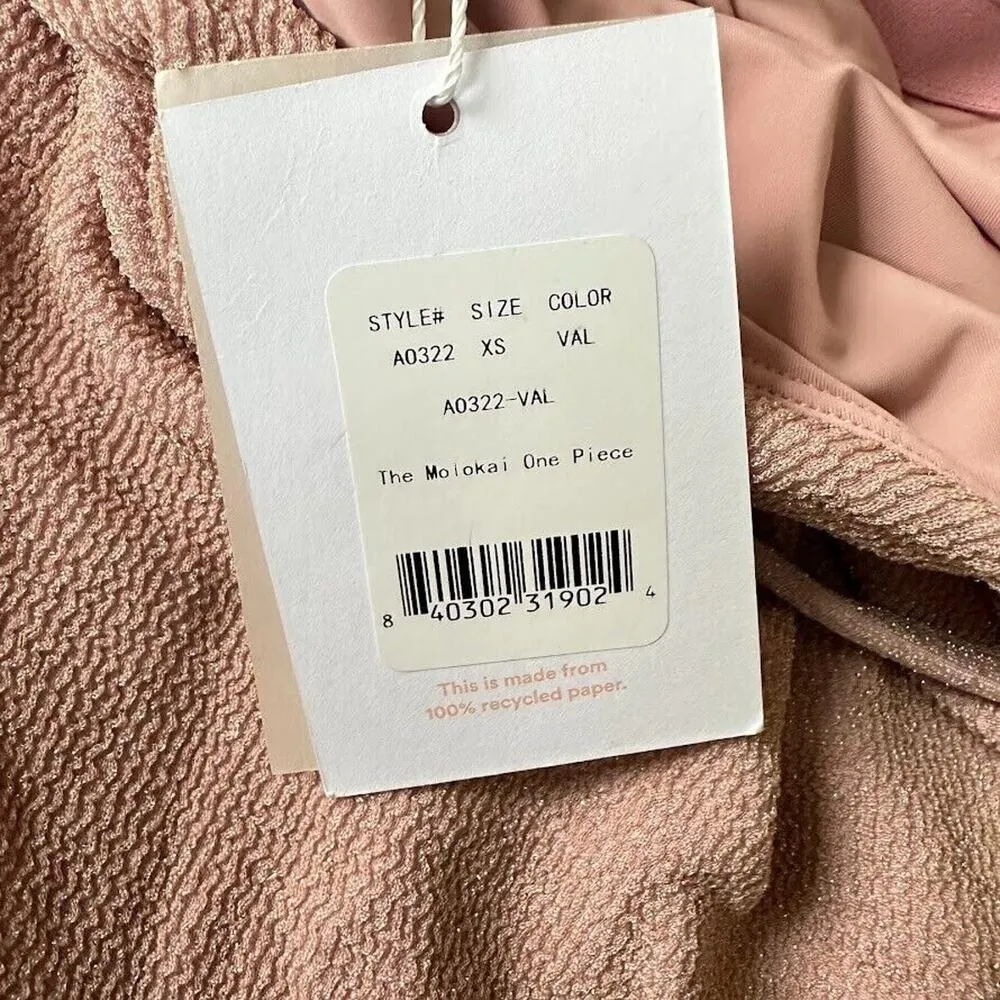 STYLE# SIZE COLOR
A0322 XS VAL
A0322-VAL
The Molokai One Piece
8 40302 31902 4
This is made from
100% recycled paper.